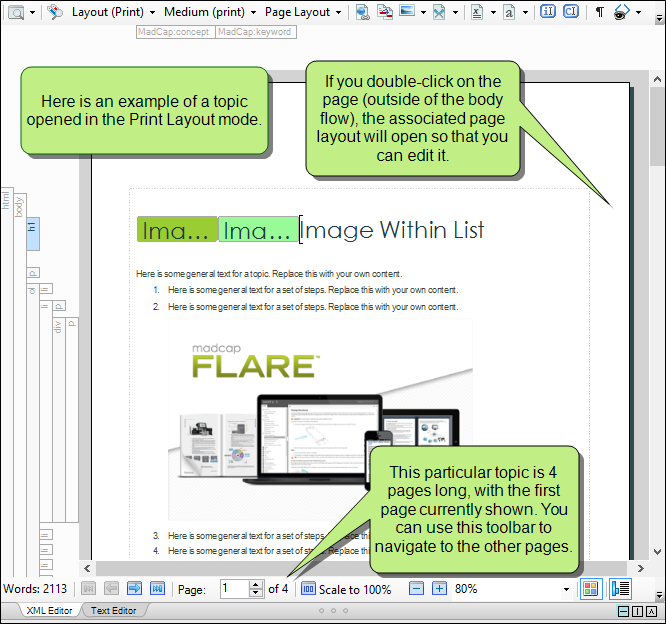 Layout (Print) Medium (print) Page Layout
MadCap:concept MadCap:keyword
Here is an example of a topic
opened in the Print Layout mode.
If you double-click on the
page (outside of the body
flow), the associated page
layout will open so that you
can edit it.
html
body
h1
Ima... Ima... Image Within List
p
Here is some general text for a topic. Replace this with your own content.
ol
li
1. Here is some general text for a set of steps. Replace this with your own content.
li
p
2. Here is some general text for a set of steps. Replace this with your own content.
div
p
madcap
FLARE™
This particular topic is 4
pages long, with the first
page currently shown. You
can use this toolbar to
navigate to the other pages.
li
3. Here is some general text for a set of steps. Replace this
li
4. Here is some general text for a set of steps. Replace this
Words: 2113 Page: 1 of 4 Scale to 100% 80%
XML Editor Text Editor